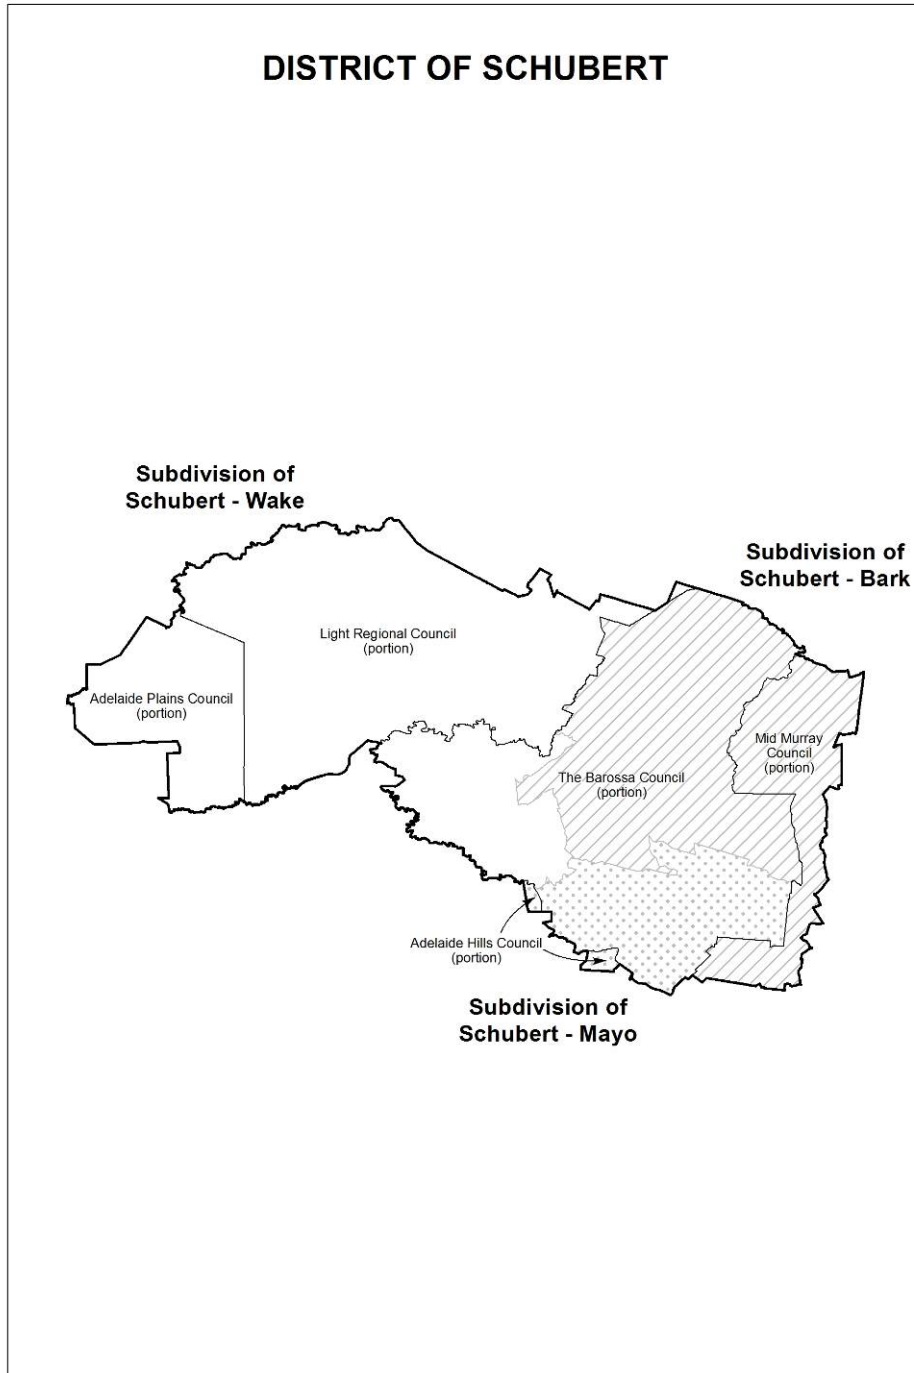 DISTRICT OF SCHUBERT
Subdivision of
Schubert - Wake
Subdivision of
Schubert - Bark
Light Regional Council
(portion)
Adelaide Plains Council
(portion)
Mid Murray
Council
(portion)
The Barossa Council
(portion)
Adelaide Hills Council
(portion)
Subdivision of
Schubert - Mayo